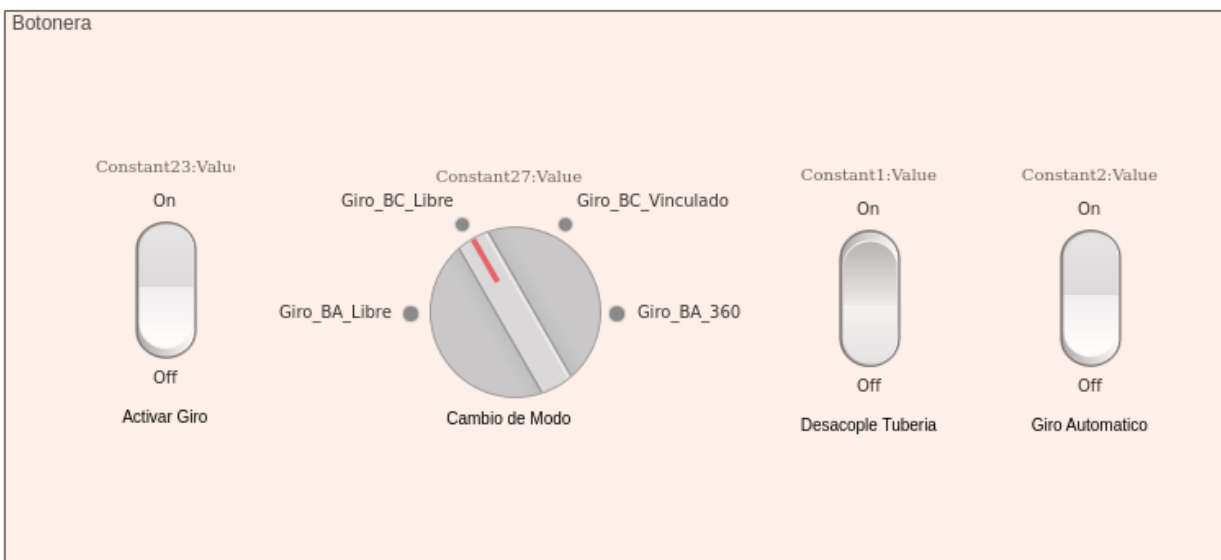 Botonera
Constant23:Valu
On
Off
Activar Giro
Constant27:Value
Giro_BC_Libre
Giro_BC_Vinculado
Giro_BA_Libre
Giro_BA_360
Cambio de Modo
Constant1:Value
On
Off
Desacople Tuberia
Constant2:Value
On
Off
Giro Automatico